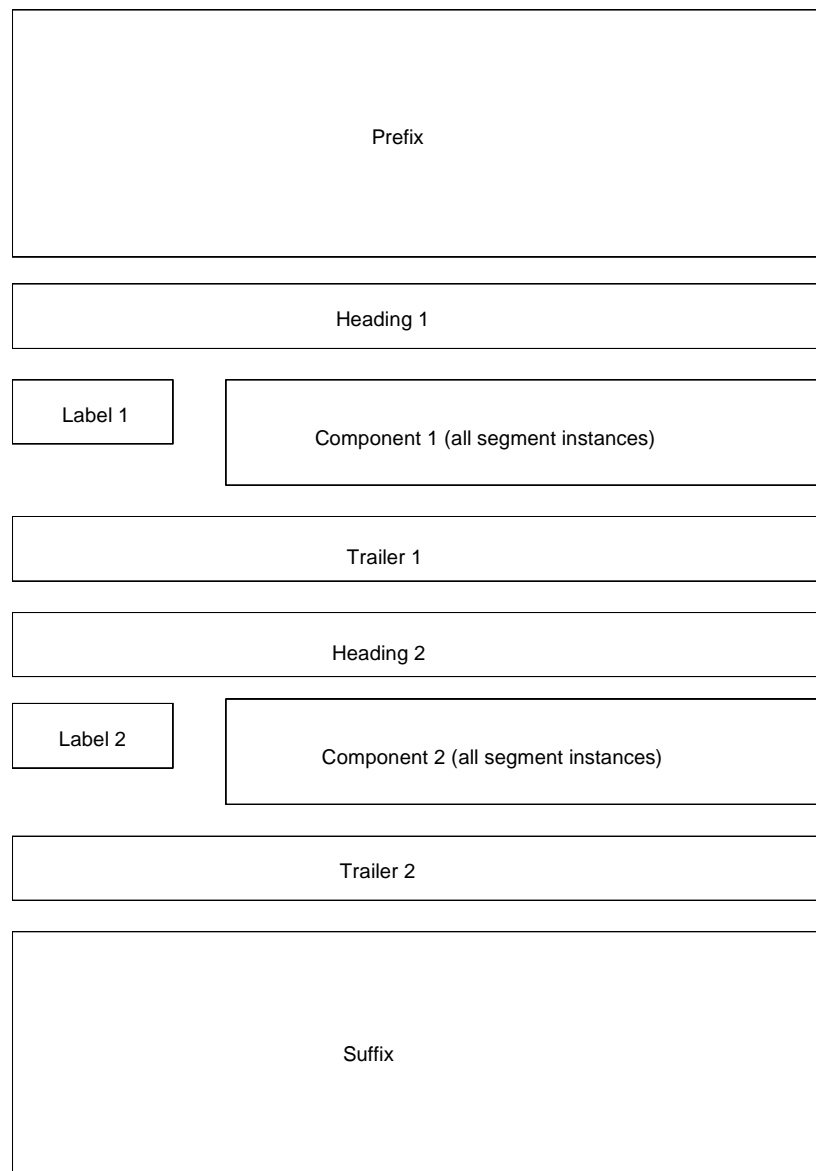 Prefix
Heading 1
Label 1
Component 1 (all segment instances)
Trailer 1
Heading 2
Label 2
Component 2 (all segment instances)
Trailer 2
Suffix